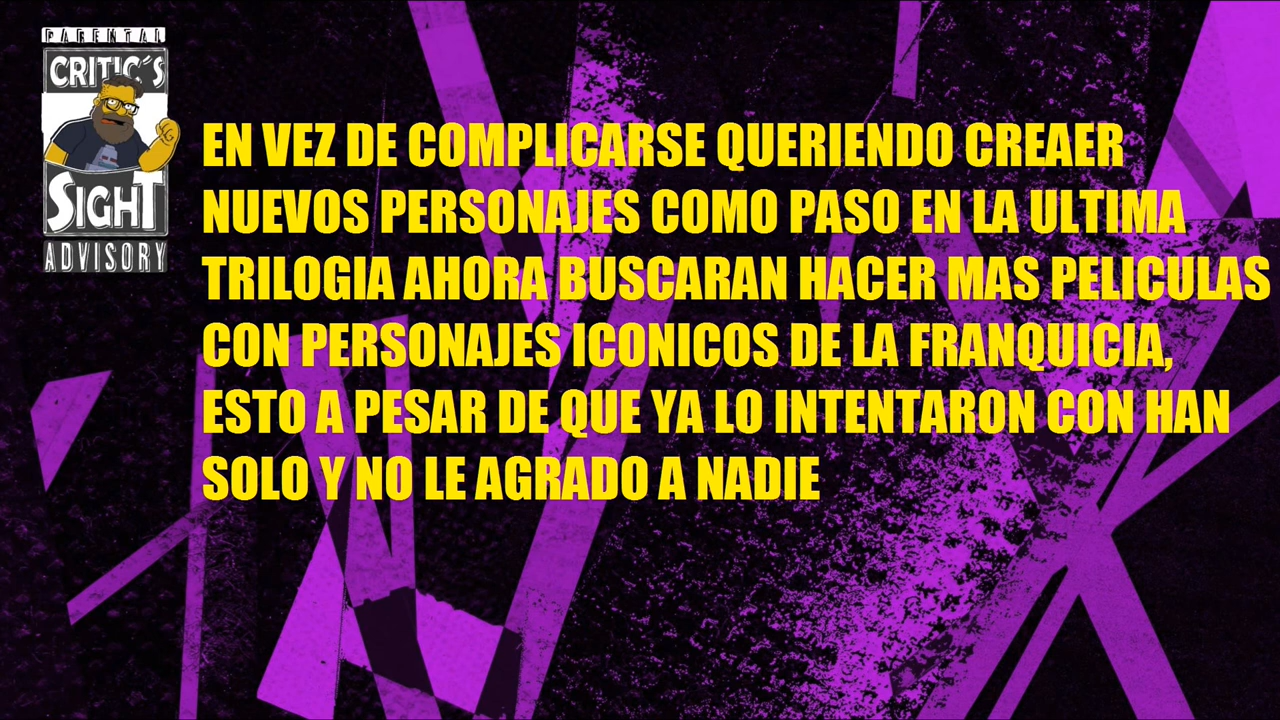 PARENTAL
CRITIC´S
SIGHT
ADVISORY
EN VEZ DE COMPLICARSE QUERIENDO CREAER
NUEVOS PERSONAJES COMO PASO EN LA ULTIMA
TRILOGIA AHORA BUSCARAN HACER MAS PELICULAS
CON PERSONAJES ICONICOS DE LA FRANQUICIA,
ESTO A PESAR DE QUE YA LO INTENTARON CON HAN
SOLO Y NO LE AGRADO A NADIE